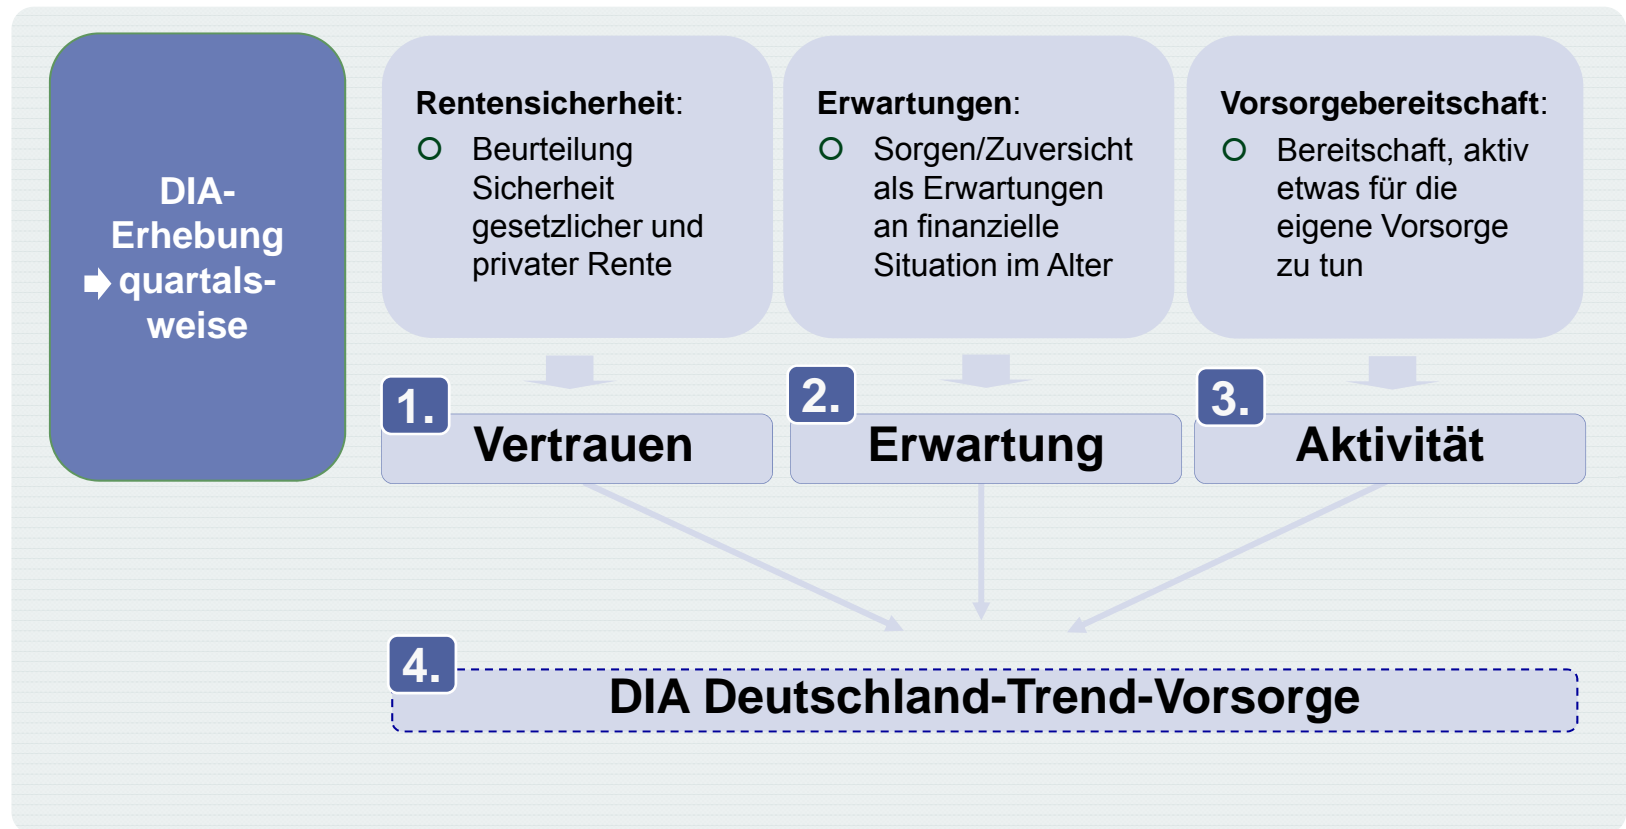 DIA-
Erhebung
quartals-
weise
Rentensicherheit:
Beurteilung
Sicherheit
gesetzlicher und
privater Rente
Erwartungen:
Sorgen/Zuversicht
als Erwartungen
an finanzielle
Situation im Alter
Vorsorgebereitschaft:
Bereitschaft, aktiv
etwas für die
eigene Vorsorge
zu tun
1.
Vertrauen
2.
Erwartung
3.
Aktivität
4.
DIA Deutschland-Trend-Vorsorge